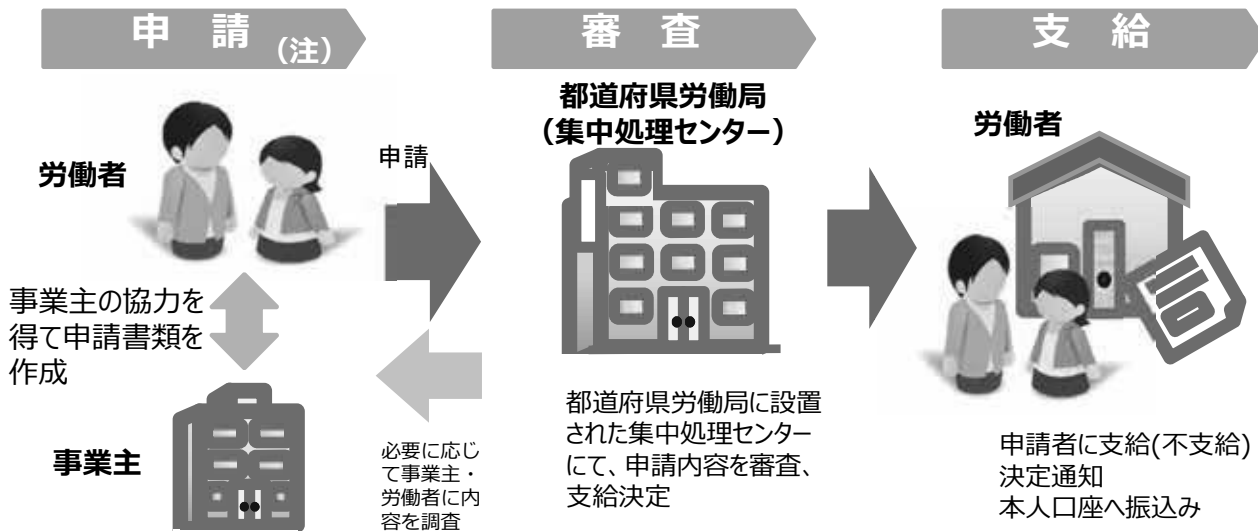 申 請 (注)
審 査
支 給
労働者
申請
事業主の協力を
得て申請書類を
作成
事業主
必要に応じ
て事業主・
労働者に内
容を調査
都道府県労働局
（集中処理センター）
都道府県労働局に設置
された集中処理センター
にて、申請内容を審査、
支給決定
労働者
申請者に支給(不支給)
決定通知
本人口座へ振込み